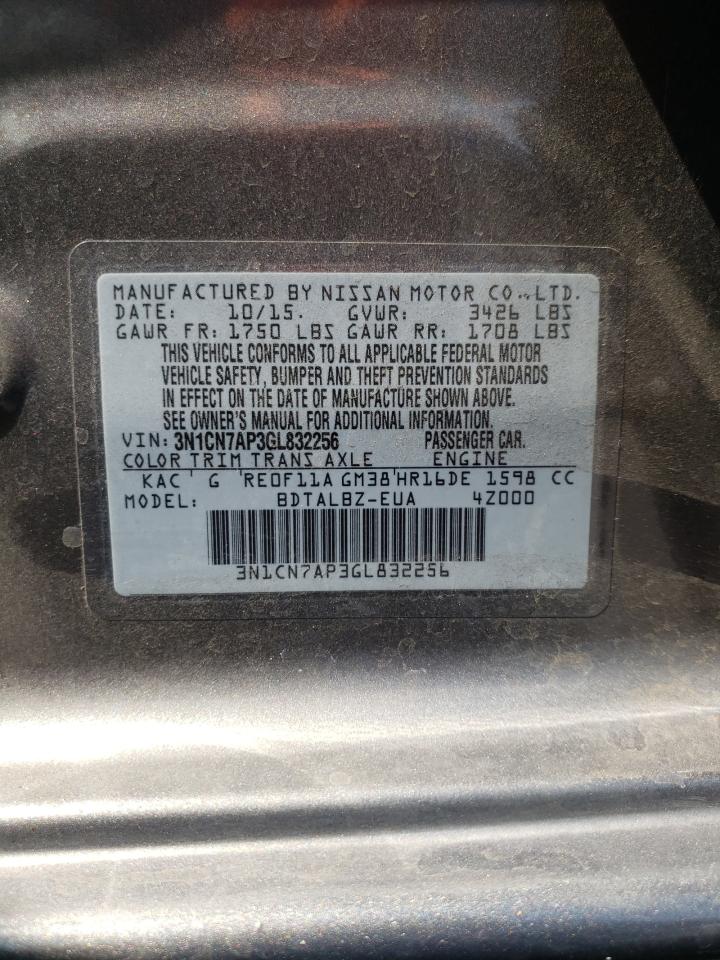 MANUFACTURED BY NISSAN MOTOR CO.,LTD.
DATE: 10/15. GVWR: 3426 LBS
GAWR FR: 1750 LBS GAWR RR: 1708 LBS
THIS VEHICLE CONFORMS TO ALL APPLICABLE FEDERAL MOTOR
VEHICLE SAFETY, BUMPER AND THEFT PREVENTION STANDARDS
IN EFFECT ON THE DATE OF MANUFACTURE SHOWN ABOVE.
SEE OWNER'S MANUAL FOR ADDITIONAL INFORMATION.
VIN: 3N1CN7AP3GL832256 PASSENGER CAR.
COLOR TRIM TRANS AXLE ENGINE
KAC ' G ' RE0F11A GM38 ' HR16DE 1598 CC
MODEL: BDTALBZ-EUA 4Z000
3N1CN7AP3GL832256